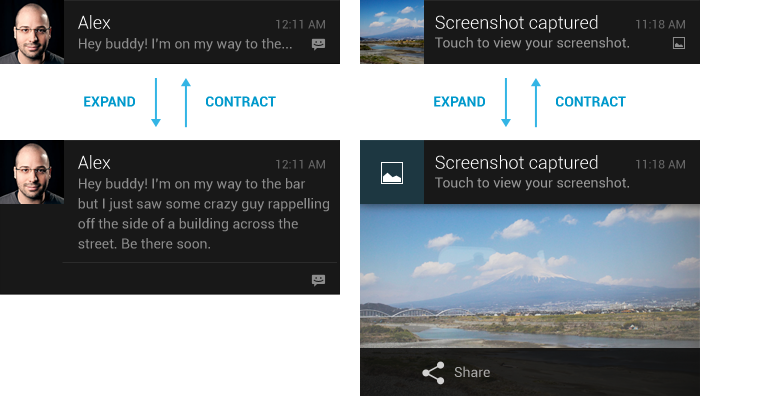 Alex
12:11 AM
Hey buddy! I'm on my way to the...
EXPAND
CONTRACT
Alex
12:11 AM
Hey buddy! I'm on my way to the bar
but I just saw some crazy guy rappelling
off the side of a building across the
street. Be there soon.
Screenshot captured
11:18 AM
Touch to view your screenshot.
EXPAND
CONTRACT
Screenshot captured
11:18 AM
Touch to view your screenshot.
Share